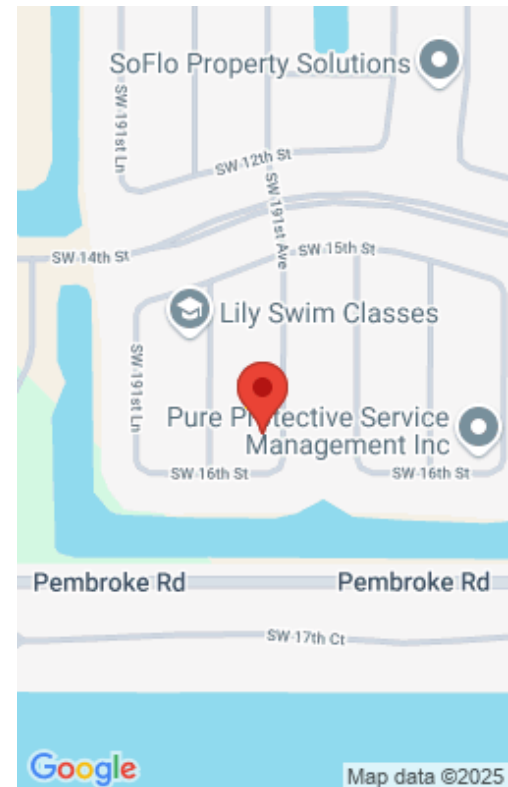 SoFlo Property Solutions
SW 191st Ln
SW 12th St
SW 191st Ave
SW 14th St
SW 15th St
Lily Swim Classes
SW 191st Ln
Pure Protective Service
Management Inc
SW 16th St
SW 16th St
Pembroke Rd
Pembroke Rd
SW 17th Ct
Google
Map data ©2025